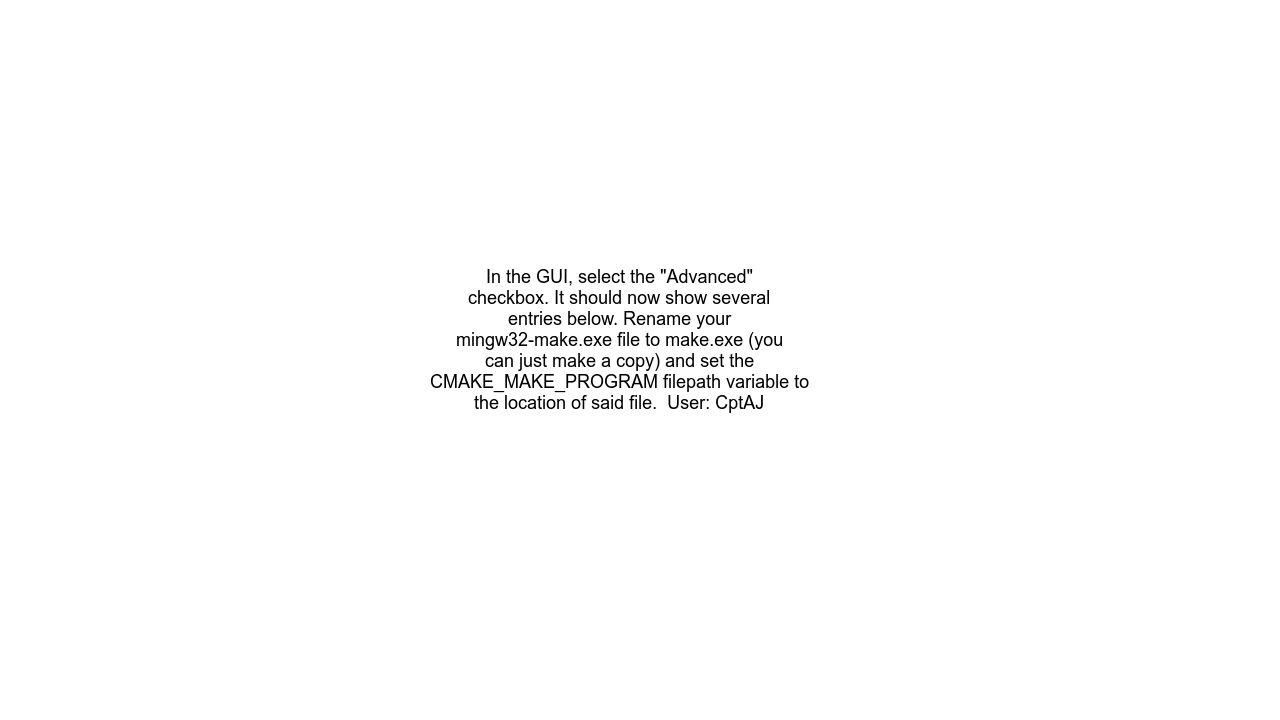 In the GUI, select the "Advanced"
checkbox. It should now show several
entries below. Rename your
mingw32-make.exe file to make.exe (you
can just make a copy) and set the
CMAKE_MAKE_PROGRAM filepath variable to
the location of said file.  User: CptAJ